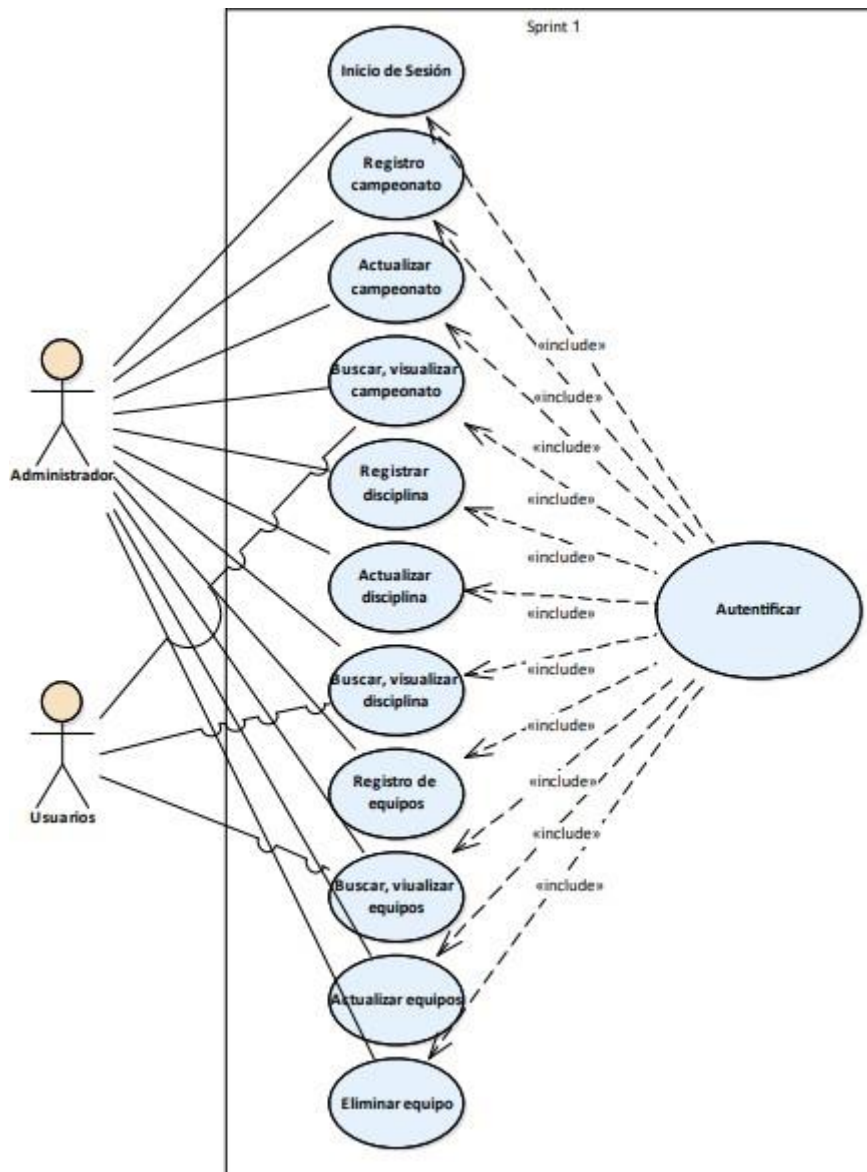 Sprint 1
Inicio de Sesión
Registro
campeonato
Actualizar
campeonato
Buscar, visualizar
campeonato
Registrar
disciplina
Actualizar
disciplina
Buscar, visualizar
disciplina
Registro de
equipos
Buscar, viualizar
equipos
Actualizar equipos
Eliminar equipo
Administrador
Usuarios
«include»
«include»
«include»
«include»
«include»
«include»
«include»
«include»
«include»
«include»
«include»
Autentificar